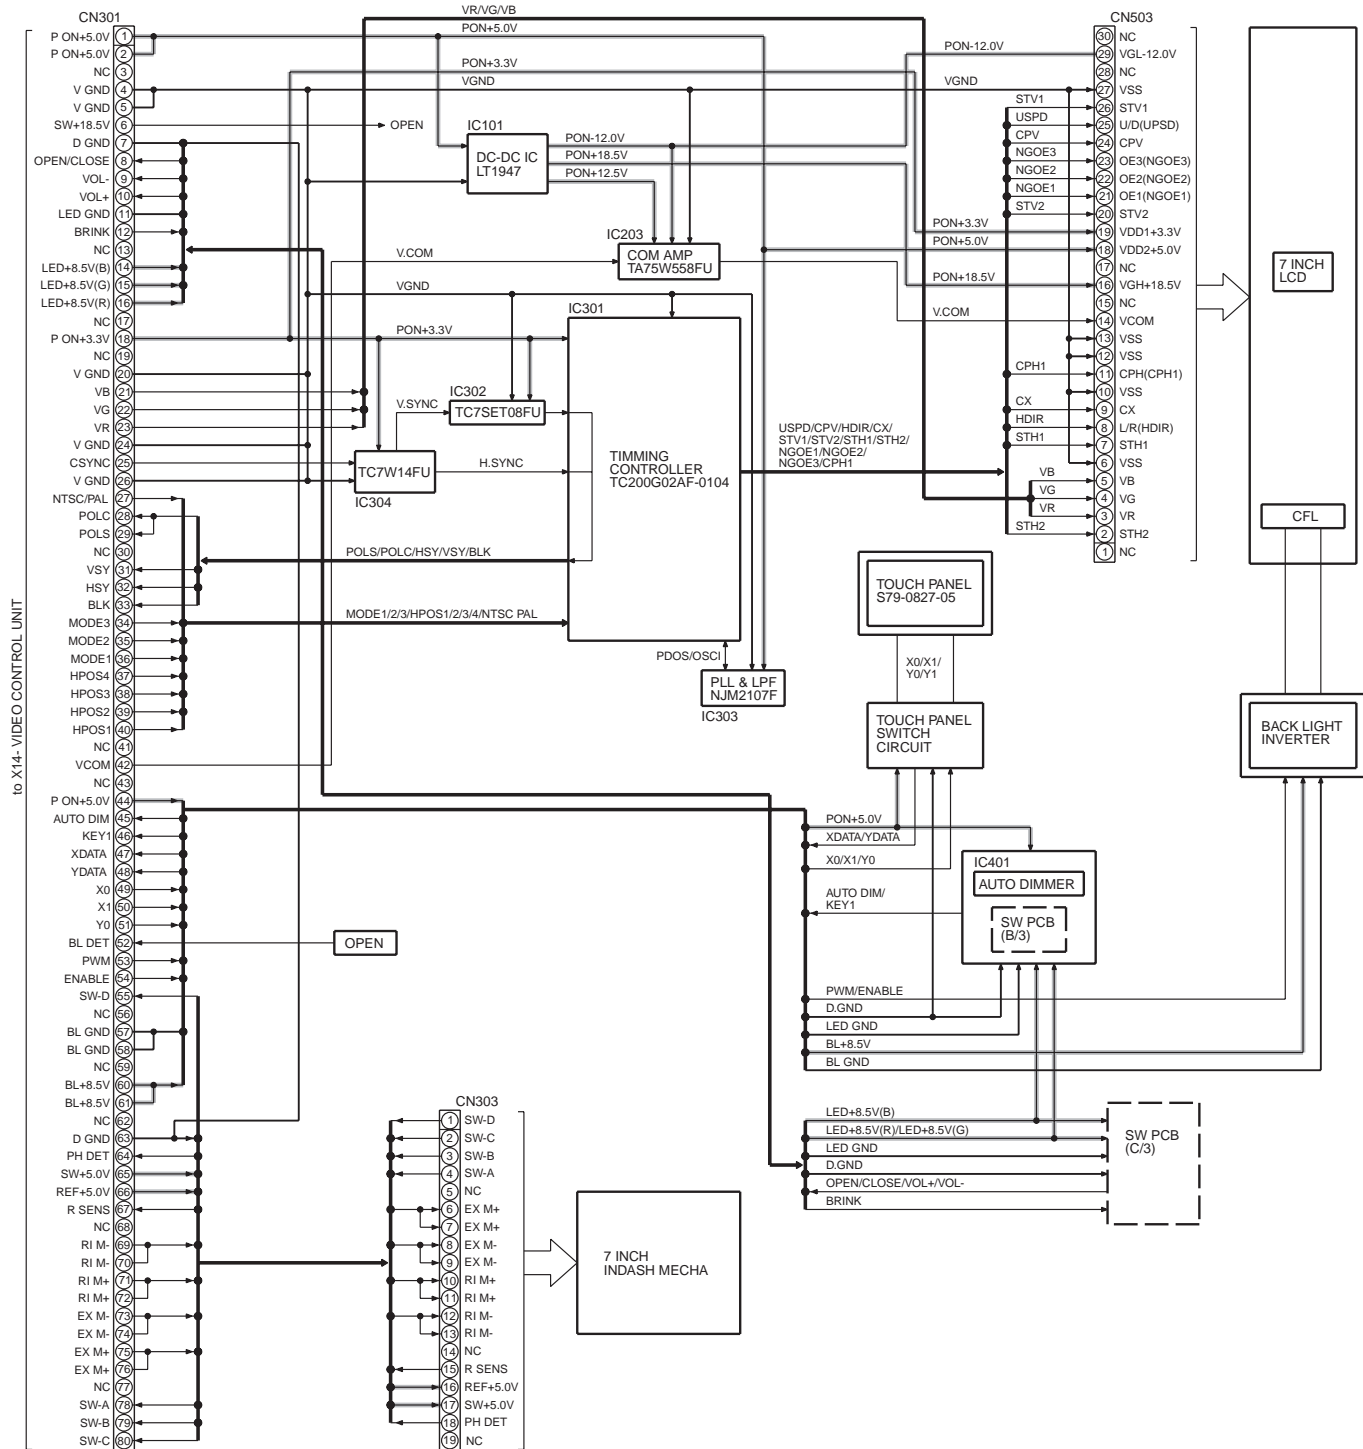 CN301
to X14- VIDEO CONTROL UNIT
P ON+5.0V 1
P ON+5.0V 2
NC 3
V GND 4
V GND 5
SW+18.5V 6
D GND 7
OPEN/CLOSE 8
VOL- 9
VOL+ 10
LED GND 11
BRINK 12
NC 13
LED+8.5V(B) 14
LED+8.5V(G) 15
LED+8.5V(R) 16
NC 17
P ON+3.3V 18
NC 19
V GND 20
VB 21
VG 22
VR 23
V GND 24
CSYNC 25
V GND 26
NTSC/PAL 27
POLC 28
POLS 29
NC 30
VSY 31
HSY 32
BLK 33
MODE3 34
MODE2 35
MODE1 36
HPOS4 37
HPOS3 38
HPOS2 39
HPOS1 40
NC 41
VCOM 42
NC 43
P ON+5.0V 44
AUTO DIM 45
KEY1 46
XDATA 47
YDATA 48
X0 49
X1 50
Y0 51
BL DET 52
PWM 53
ENABLE 54
SW-D 55
NC 56
BL GND 57
BL GND 58
NC 59
BL+8.5V 60
BL+8.5V 61
NC 62
D GND 63
PH DET 64
SW+5.0V 65
REF+5.0V 66
R SENS 67
NC 68
RI M- 69
RI M- 70
RI M+ 71
RI M+ 72
EX M- 73
EX M- 74
EX M+ 75
EX M+ 76
NC 77
SW-A 78
SW-B 79
SW-C 80
VR/VG/VB
PON+5.0V
PON+3.3V
VGND
OPEN
IC101
DC-DC IC
LT1947
PON-12.0V
PON+18.5V
PON+12.5V
IC203
COM AMP
TA75W558FU
V.COM
VGND
IC301
PON+3.3V
IC302
TC7SET08FU
V.SYNC
TC7W14FU
IC304
H.SYNC
TIMMING
CONTROLLER
TC200G02AF-0104
POLS/POLC/HSY/VSY/BLK
MODE1/2/3/HPOS1/2/3/4/NTSC PAL
PDOS/OSCI
PLL & LPF
NJM2107F
IC303
USPD/CPV/HDIR/CX/
STV1/STV2/STH1/STH2/
NGOE1/NGOE2/
NGOE3/CPH1
PON-12.0V
VGND
STV1
USPD
CPV
NGOE3
NGOE2
NGOE1
STV2
PON+3.3V
PON+5.0V
PON+18.5V
V.COM
CPH1
CX
HDIR
STH1
VB
VG
VR
STH2
CN503
30 NC
29 VGL-12.0V
28 NC
27 VSS
26 STV1
25 U/D(UPSD)
24 CPV
23 OE3(NGOE3)
22 OE2(NGOE2)
21 OE1(NGOE1)
20 STV2
19 VDD1+3.3V
18 VDD2+5.0V
17 NC
16 VGH+18.5V
15 NC
14 VCOM
13 VSS
12 VSS
11 CPH(CPH1)
10 VSS
9 CX
8 L/R(HDIR)
7 STH1
6 VSS
5 VB
4 VG
3 VR
2 STH2
1 NC
7 INCH
LCD
CFL
BACK LIGHT
INVERTER
TOUCH PANEL
S79-0827-05
X0/X1/
Y0/Y1
TOUCH PANEL
SWITCH
CIRCUIT
PON+5.0V
XDATA/YDATA
X0/X1/Y0
AUTO DIM/
KEY1
IC401
AUTO DIMMER
SW PCB
(B/3)
OPEN
PWM/ENABLE
D.GND
LED GND
BL+8.5V
BL GND
LED+8.5V(B)
LED+8.5V(R)/LED+8.5V(G)
LED GND
D.GND
OPEN/CLOSE/VOL+/VOL-
BRINK
SW PCB
(C/3)
CN303
1 SW-D
2 SW-C
3 SW-B
4 SW-A
5 NC
6 EX M+
7 EX M+
8 EX M-
9 EX M-
10 RI M+
11 RI M+
12 RI M-
13 RI M-
14 NC
15 R SENS
16 REF+5.0V
17 SW+5.0V
18 PH DET
19 NC
7 INCH
INDASH MECHA